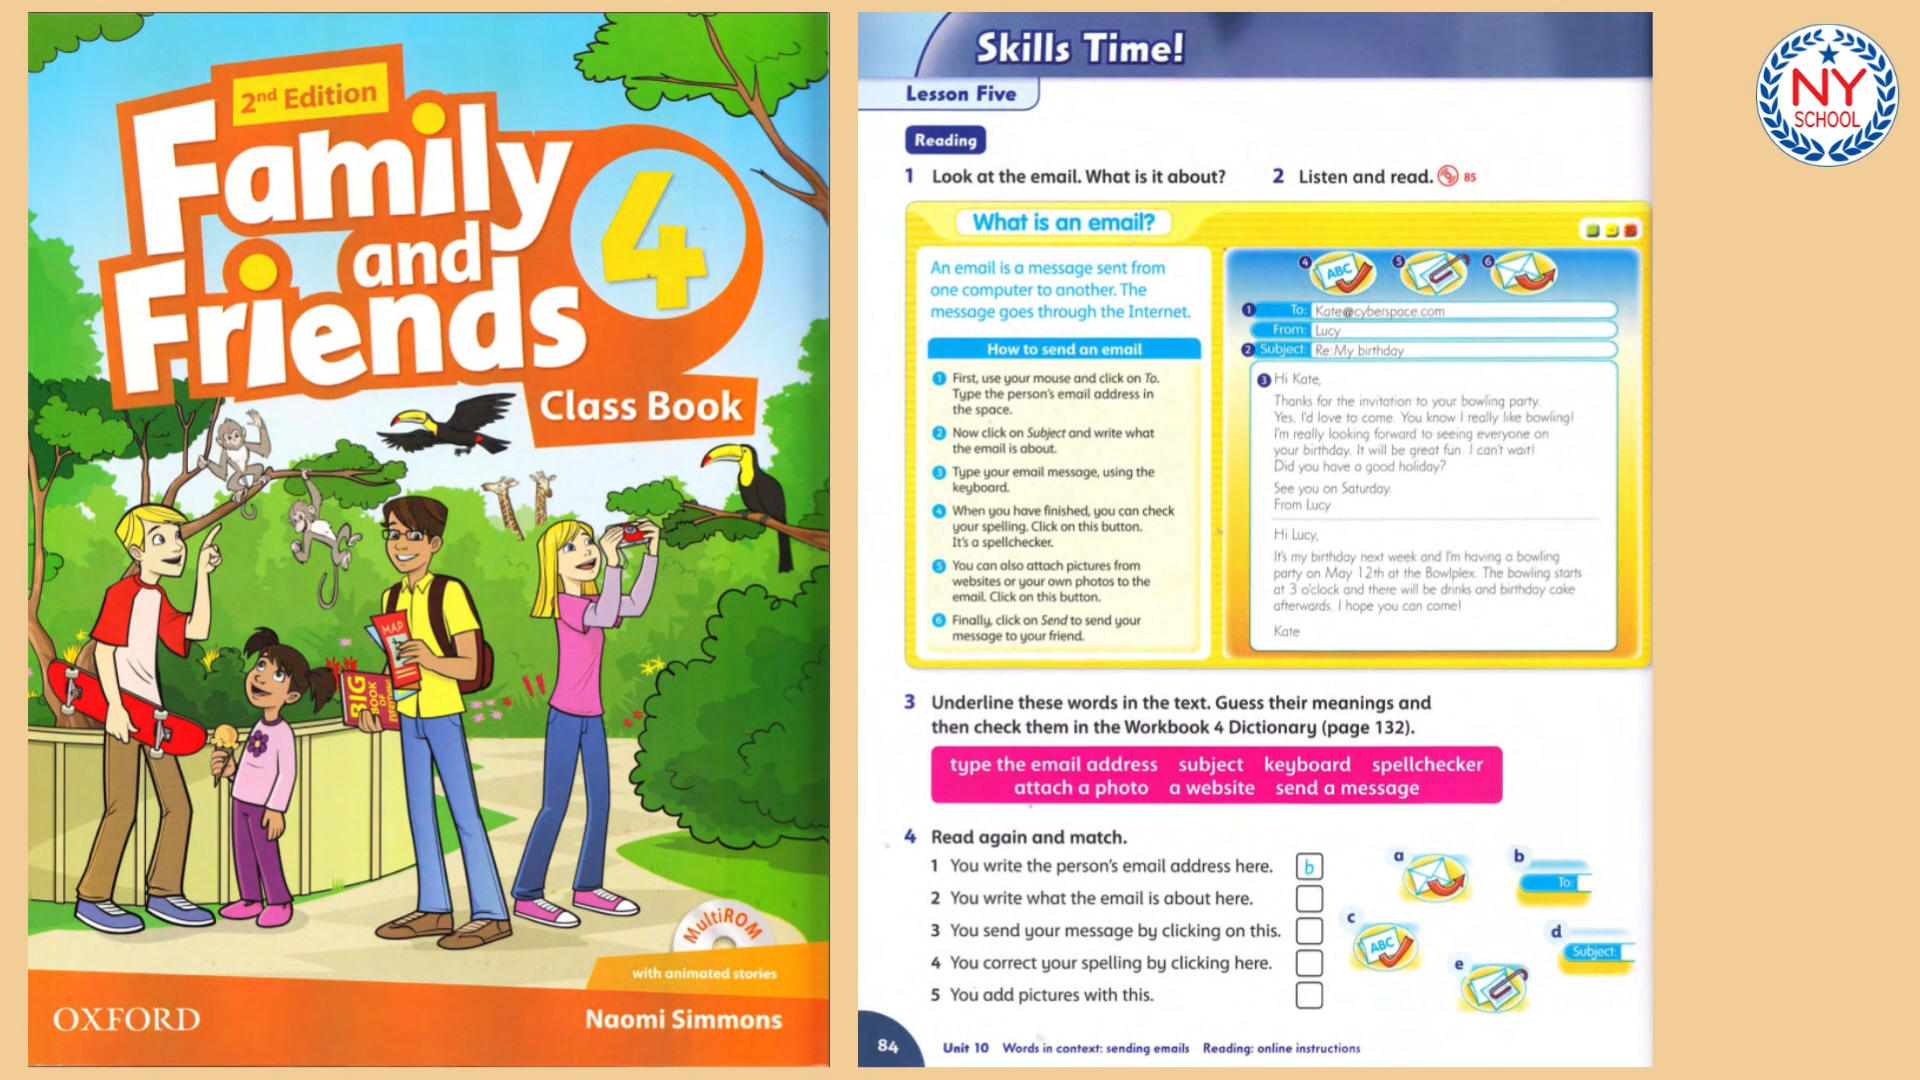 2nd Edition
Family
and
Friends
4
Class Book
MAP
BIG
BOOK
OF
EVERYTHING
MultiROM
with animated stories
OXFORD
Naomi Simmons
Skills Time!
Lesson Five
Reading
1 Look at the email. What is it about?
2 Listen and read. 85
What is an email?
An email is a message sent from
one computer to another. The
message goes through the Internet.
How to send an email
1 First, use your mouse and click on To.
Type the person's email address in
the space.
2 Now click on Subject and write what
the email is about.
3 Type your email message, using the
keyboard.
4 When you have finished, you can check
your spelling. Click on this button.
It's a spellchecker.
5 You can also attach pictures from
websites or your own photos to the
email. Click on this button.
6 Finally, click on Send to send your
message to your friend.
4 ABC 5 6
1 To: Kate@cyberspace.com
From: Lucy
2 Subject: Re: My birthday
3 Hi Kate,
Thanks for the invitation to your bowling party.
Yes, I'd love to come. You know I really like bowling!
I'm really looking forward to seeing everyone on
your birthday. It will be great fun. I can't wait!
Did you have a good holiday?
See you on Saturday.
From Lucy
Hi Lucy,
It's my birthday next week and I'm having a bowling
party on May 12th at the Bowlplex. The bowling starts
at 3 o'clock and there will be drinks and birthday cake
afterwards. I hope you can come!
Kate
3 Underline these words in the text. Guess their meanings and
then check them in the Workbook 4 Dictionary (page 132).
type the email address subject keyboard spellchecker
attach a photo a website send a message
4 Read again and match.
1 You write the person's email address here. b
2 You write what the email is about here.
3 You send your message by clicking on this.
4 You correct your spelling by clicking here.
5 You add pictures with this.
a
b To:
c ABC
d Subject:
e
84 Unit 10 Words in context: sending emails Reading: online instructions
NY
SCHOOL